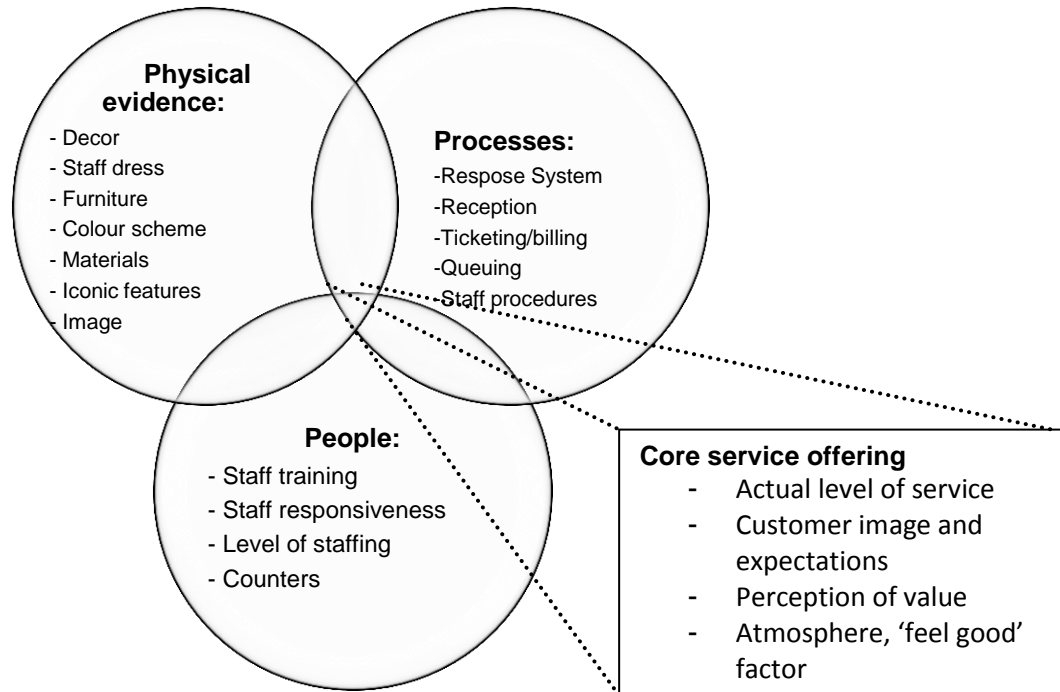 Physical
evidence:
- Decor
- Staff dress
- Furniture
- Colour scheme
- Materials
- Iconic features
- Image
Processes:
-Respose System
-Reception
-Ticketing/billing
-Queuing
-Staff procedures
People:
- Staff training
- Staff responsiveness
- Level of staffing
- Counters
Core service offering
- Actual level of service
- Customer image and
expectations
- Perception of value
- Atmosphere, ‘feel good’
factor